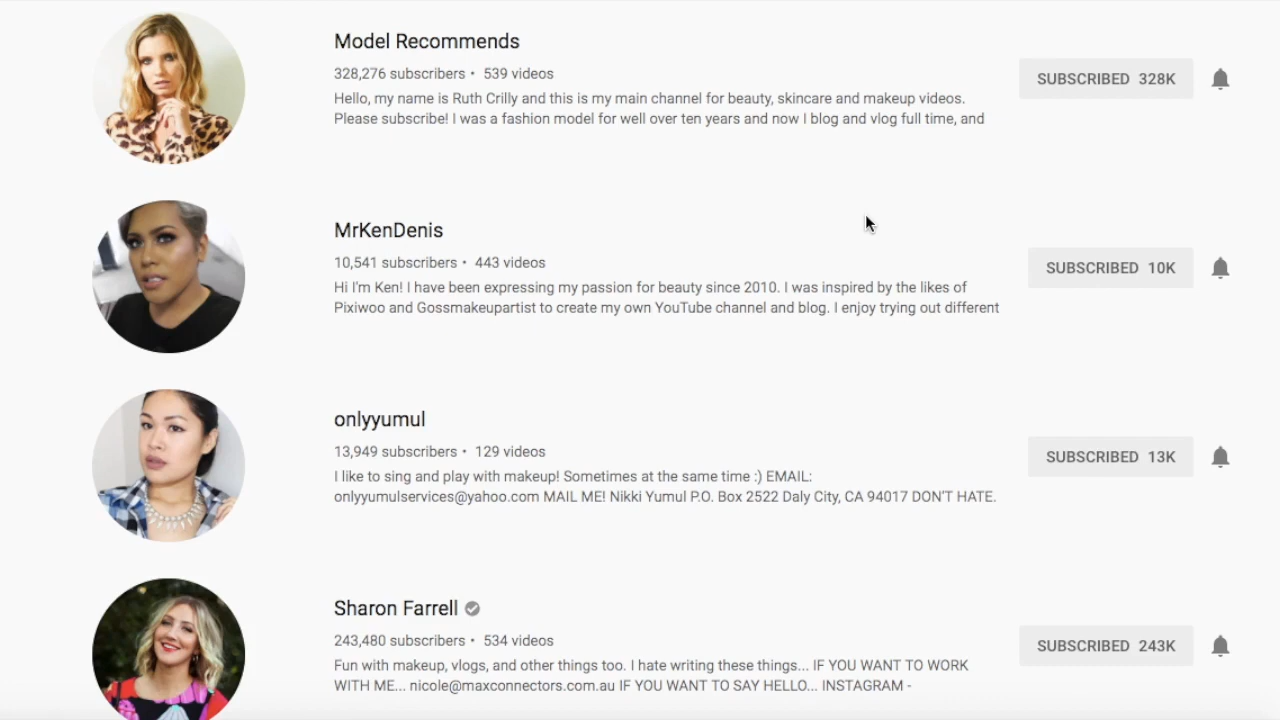 Model Recommends
328,276 subscribers • 539 videos
SUBSCRIBED 328K
Hello, my name is Ruth Crilly and this is my main channel for beauty, skincare and makeup videos.
Please subscribe! I was a fashion model for well over ten years and now I blog and vlog full time, and
MrKenDenis
10,541 subscribers • 443 videos
SUBSCRIBED 10K
Hi I'm Ken! I have been expressing my passion for beauty since 2010. I was inspired by the likes of
Pixiwoo and Gossmakeupartist to create my own YouTube channel and blog. I enjoy trying out different
onlyyumul
13,949 subscribers • 129 videos
SUBSCRIBED 13K
I like to sing and play with makeup! Sometimes at the same time :) EMAIL:
onlyyumulservices@yahoo.com MAIL ME! Nikki Yumul P.O. Box 2522 Daly City, CA 94017 DON'T HATE.
Sharon Farrell
243,480 subscribers • 534 videos
SUBSCRIBED 243K
Fun with makeup, vlogs, and other things too. I hate writing these things... IF YOU WANT TO WORK
WITH ME... nicole@maxconnectors.com.au IF YOU WANT TO SAY HELLO... INSTAGRAM -